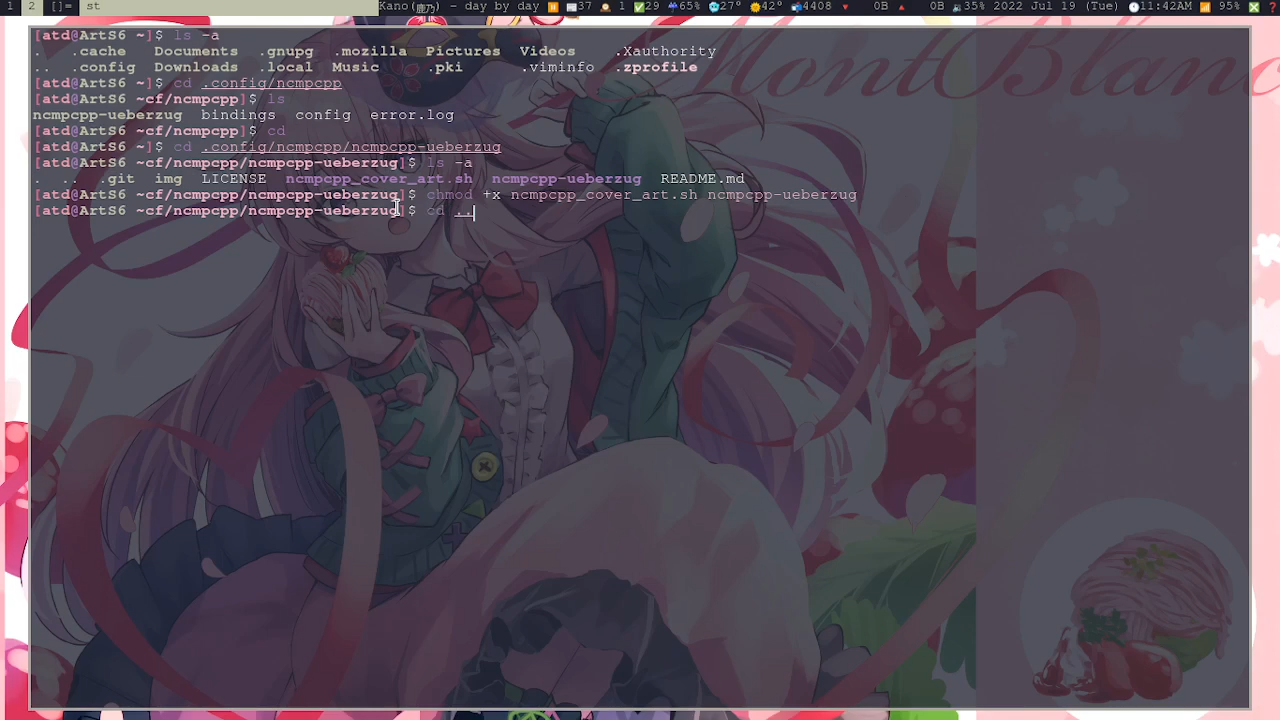 1 2 []= st Kano(鹿乃) - day by day 📰37 1 ✅29 65% 27° 42° 4408 🔻 0B 🔺 0B 35% 2022 Jul 19 (Tue) 11:42AM 95% ❎ ❓
Mont Blanc
[atd@ArtS6 ~]$ ls -a
. .cache Documents .gnupg .mozilla Pictures Videos .Xauthority
.. .config Downloads .local Music .pki .viminfo .zprofile
[atd@ArtS6 ~]$ cd .config/ncmpcpp
[atd@ArtS6 ~cf/ncmpcpp]$ ls
ncmpcpp-ueberzug bindings config error.log
[atd@ArtS6 ~cf/ncmpcpp]$ cd
[atd@ArtS6 ~]$ cd .config/ncmpcpp/ncmpcpp-ueberzug
[atd@ArtS6 ~cf/ncmpcpp/ncmpcpp-ueberzug]$ ls -a
. .. .git img LICENSE ncmpcpp_cover_art.sh ncmpcpp-ueberzug README.md
[atd@ArtS6 ~cf/ncmpcpp/ncmpcpp-ueberzug]$ chmod +x ncmpcpp_cover_art.sh ncmpcpp-ueberzug
[atd@ArtS6 ~cf/ncmpcpp/ncmpcpp-ueberzug]$ cd ..